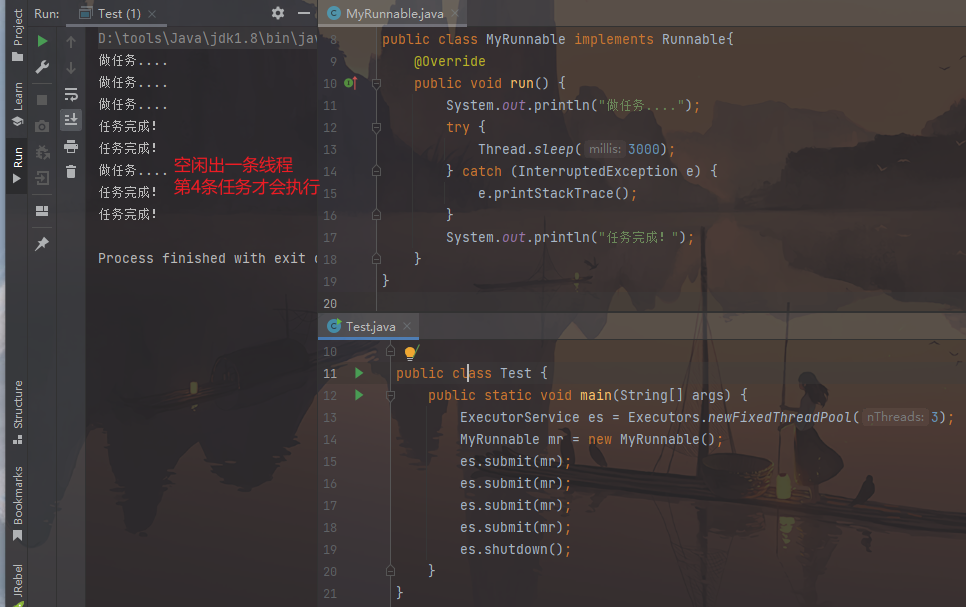 Project
Learn
Run
Structure
Bookmarks
JRebel
Run: Test (1) ×
D:\tools\Java\jdk1.8\bin\jav
做任务....
做任务....
做任务....
任务完成!
任务完成!
做任务....
任务完成!
任务完成!
空闲出一条线程
第4条任务才会执行
Process finished with exit c
MyRunnable.java ×
8 public class MyRunnable implements Runnable{
9 @Override
10 public void run() {
11 System.out.println("做任务....");
12 try {
13 Thread.sleep( millis: 3000);
14 } catch (InterruptedException e) {
15 e.printStackTrace();
16 }
17 System.out.println("任务完成! ");
18 }
19 }
20
Test.java ×
10
11 public class Test {
12 public static void main(String[] args) {
13 ExecutorService es = Executors.newFixedThreadPool( nThreads: 3);
14 MyRunnable mr = new MyRunnable();
15 es.submit(mr);
16 es.submit(mr);
17 es.submit(mr);
18 es.submit(mr);
19 es.shutdown();
20 }
21 }